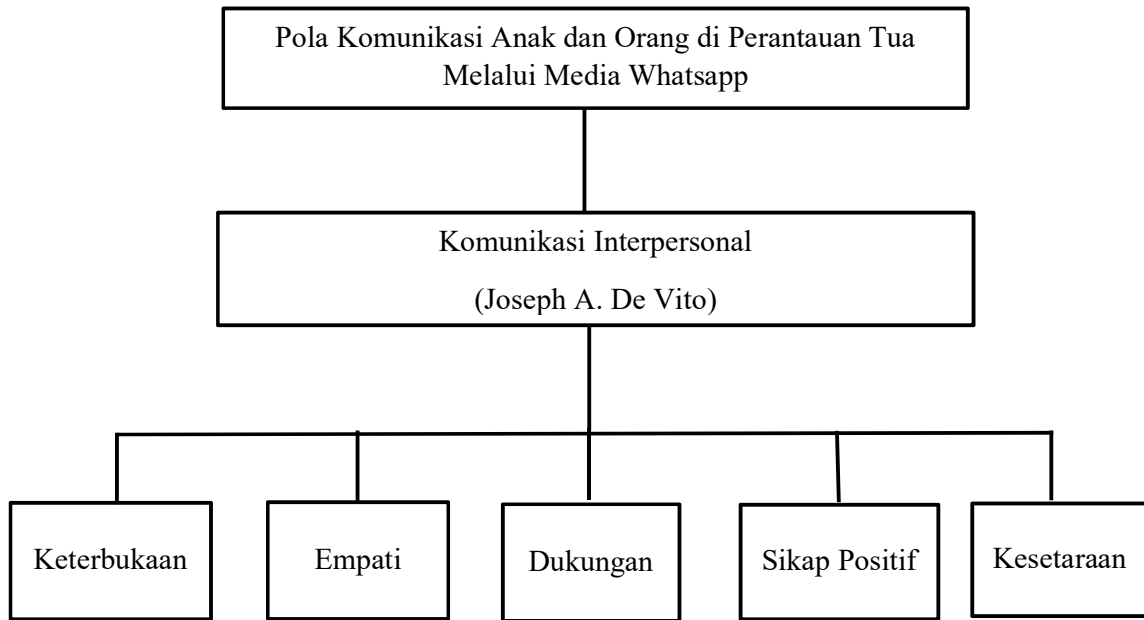 Pola Komunikasi Anak dan Orang di Perantauan Tua
Melalui Media Whatsapp
Komunikasi Interpersonal
(Joseph A. De Vito)
Keterbukaan
Empati
Dukungan
Sikap Positif
Kesetaraan